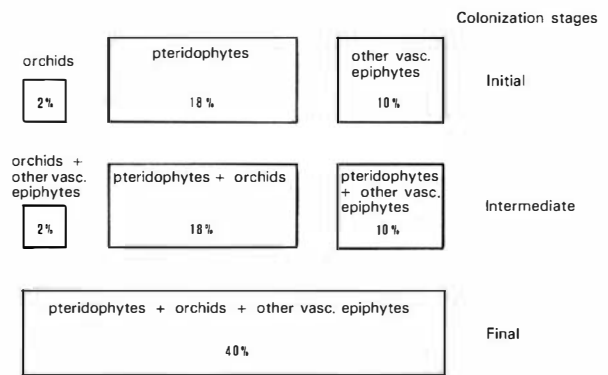 Colonization stages
orchids
2%
pteridophytes
18%
other vasc.
epiphytes
10%
Initial
orchids +
other vasc.
epiphytes
2%
pteridophytes + orchids
18%
pteridophytes
+ other vasc.
epiphytes
10%
Intermediate
pteridophytes + orchids + other vasc. epiphytes
40%
Final